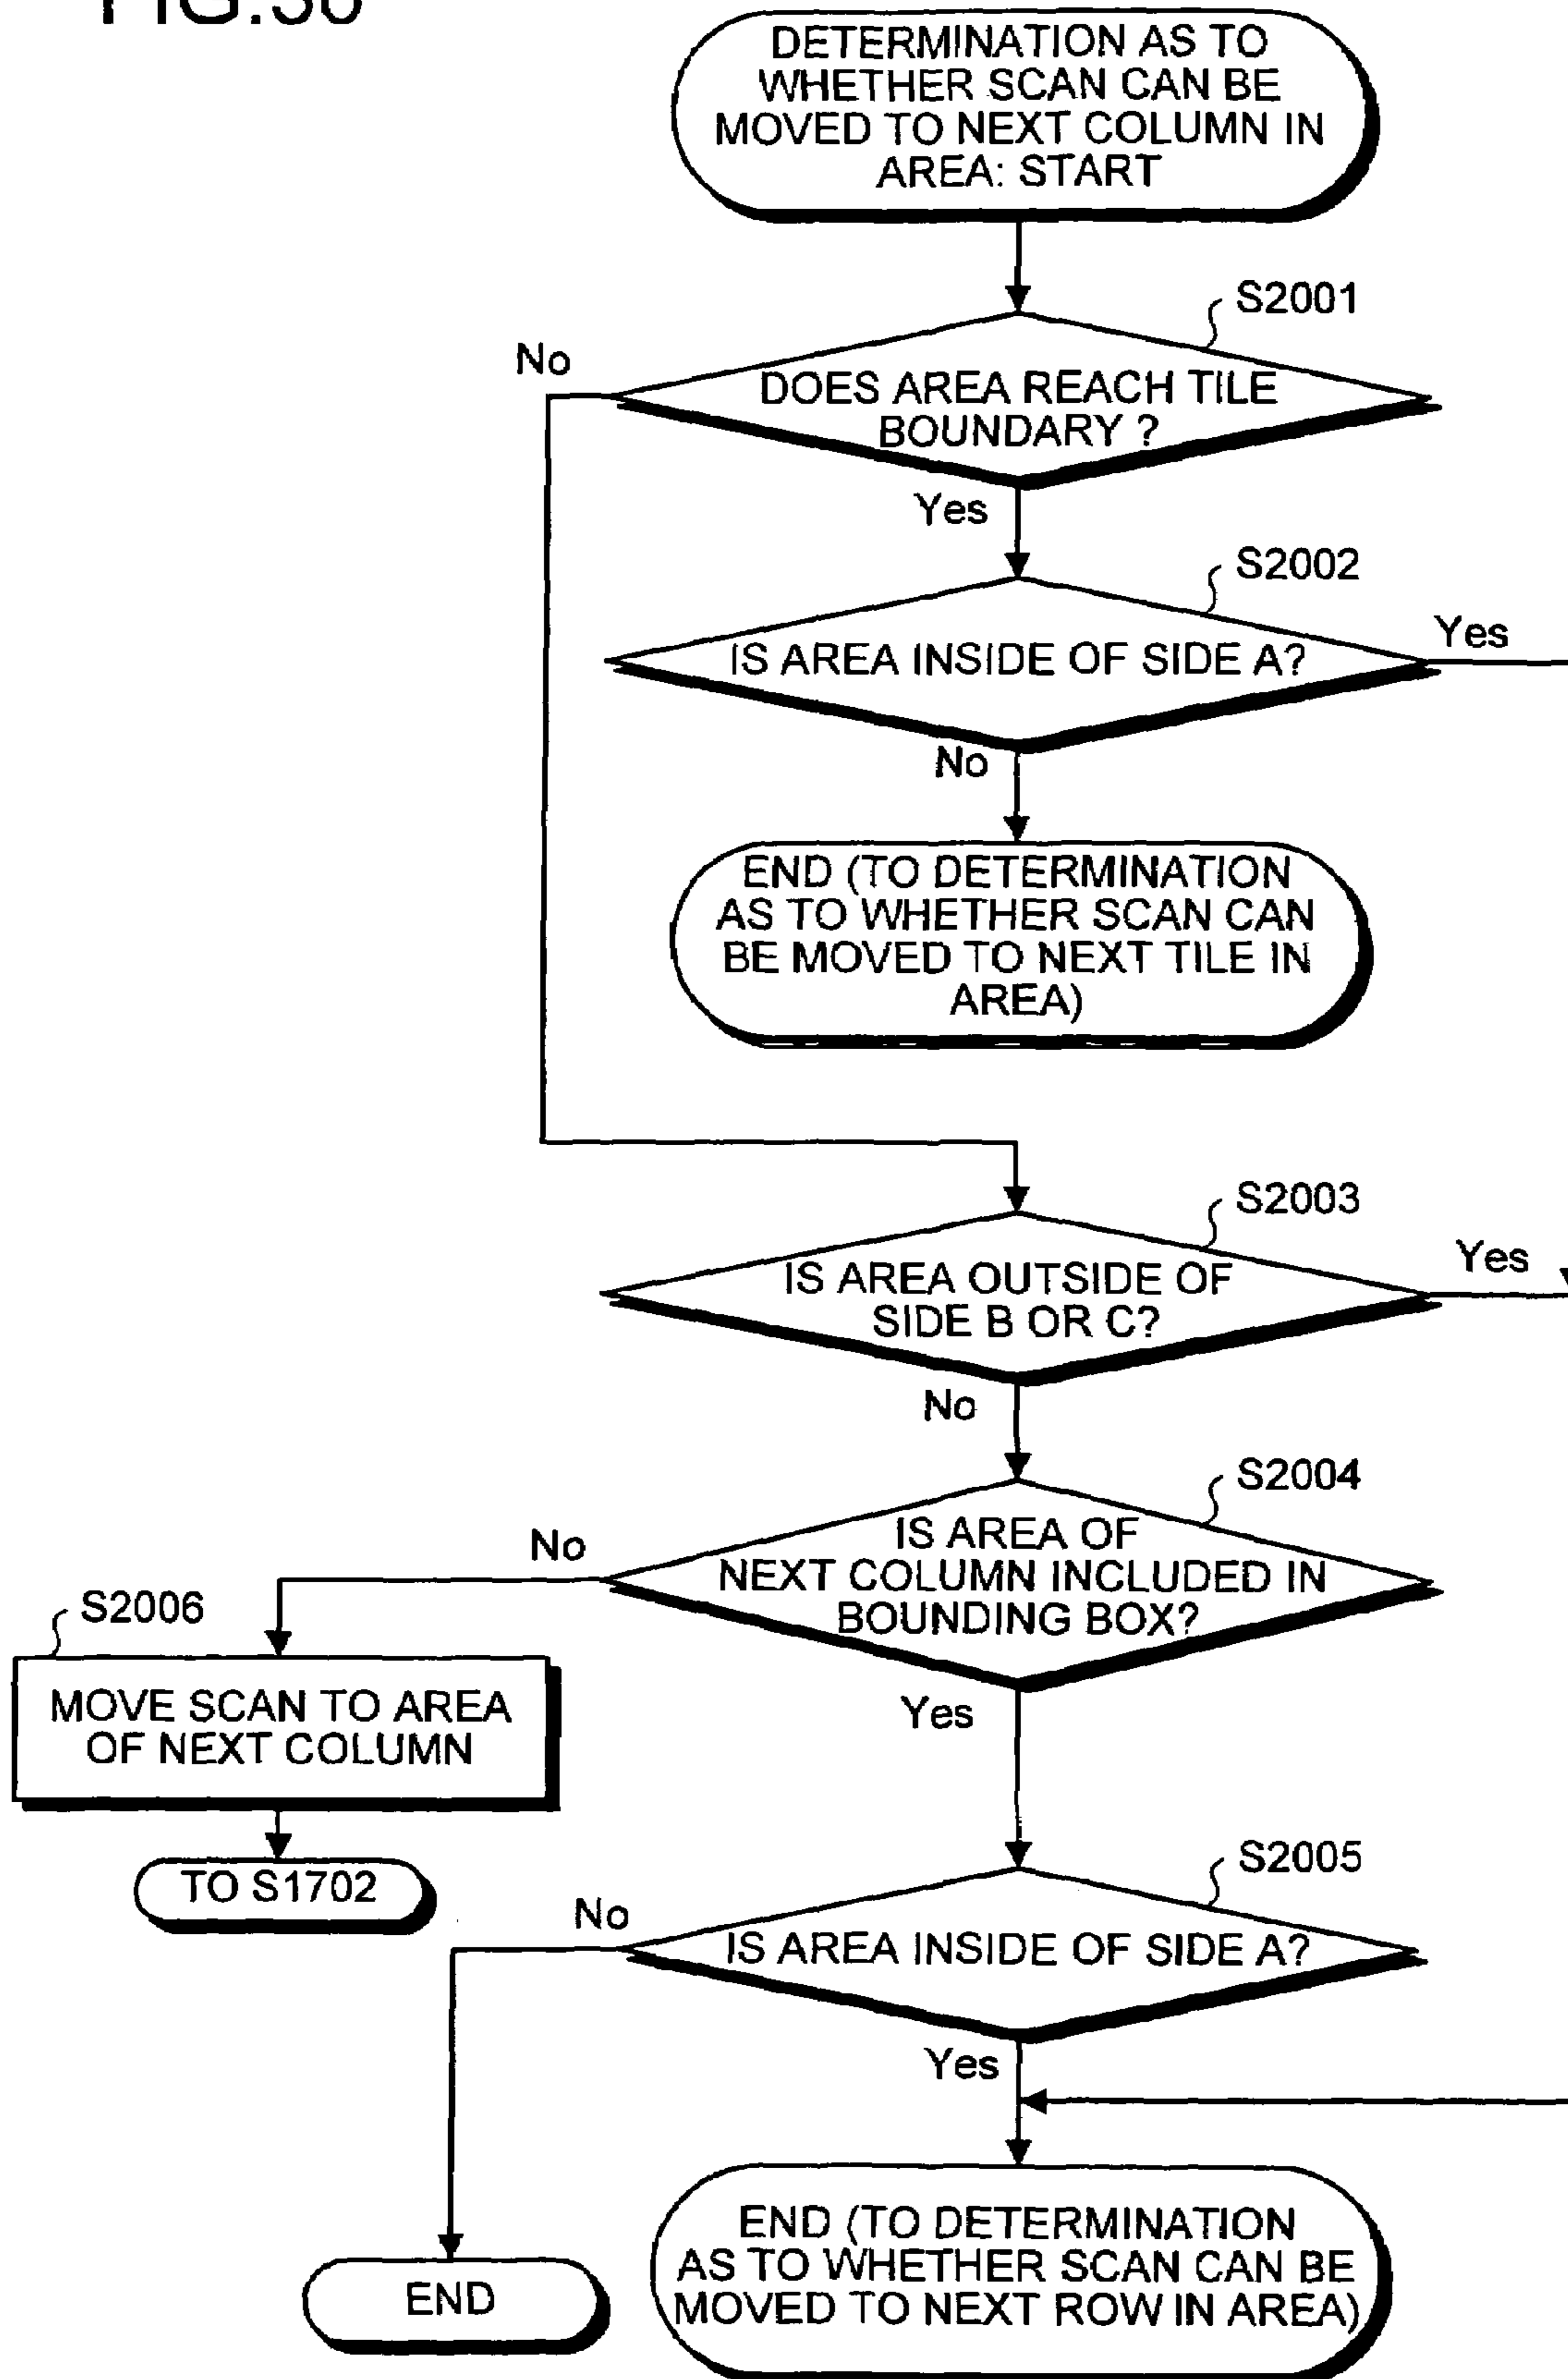 FIG.30
DETERMINATION AS TO
WHETHER SCAN CAN BE
MOVED TO NEXT COLUMN IN
AREA: START
S2001
No
DOES AREA REACH TILE
BOUNDARY ?
Yes
S2002
Yes
IS AREA INSIDE OF SIDE A?
No
END (TO DETERMINATION
AS TO WHETHER SCAN CAN
BE MOVED TO NEXT TILE IN
AREA)
S2003
Yes
IS AREA OUTSIDE OF
SIDE B OR C?
No
S2004
No
IS AREA OF
NEXT COLUMN INCLUDED IN
BOUNDING BOX?
S2006
Yes
MOVE SCAN TO AREA
OF NEXT COLUMN
TO S1702
S2005
No
IS AREA INSIDE OF SIDE A?
Yes
END
END (TO DETERMINATION
AS TO WHETHER SCAN CAN BE
MOVED TO NEXT ROW IN AREA)